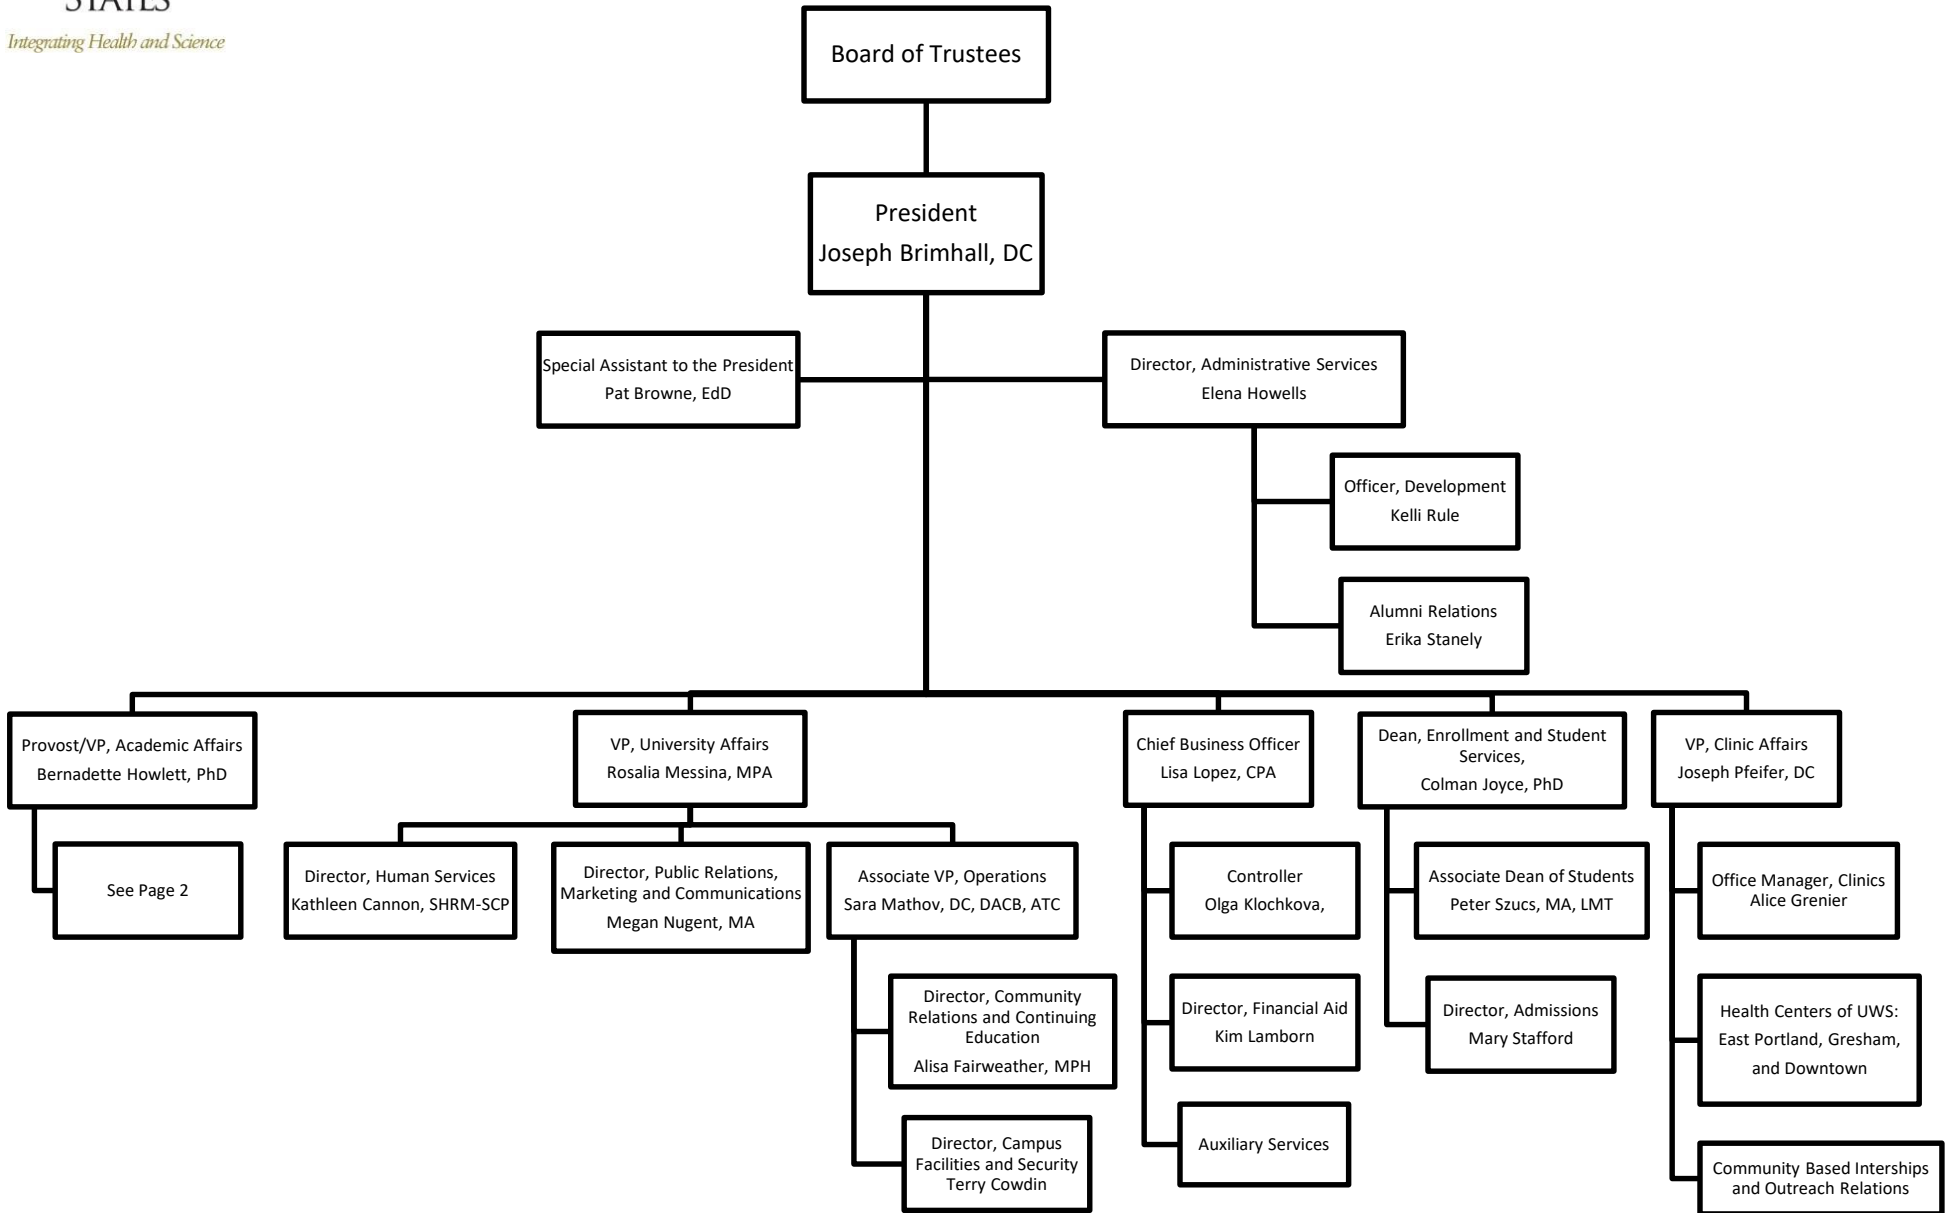 STATES
Integrating Health and Science
Board of Trustees
President
Joseph Brimhall, DC
Special Assistant to the President
Pat Browne, EdD
Director, Administrative Services
Elena Howells
Officer, Development
Kelli Rule
Alumni Relations
Erika Stanely
Provost/VP, Academic Affairs
Bernadette Howlett, PhD
See Page 2
VP, University Affairs
Rosalia Messina, MPA
Director, Human Services
Kathleen Cannon, SHRM-SCP
Director, Public Relations,
Marketing and Communications
Megan Nugent, MA
Associate VP, Operations
Sara Mathov, DC, DACB, ATC
Director, Community
Relations and Continuing
Education
Alisa Fairweather, MPH
Director, Campus
Facilities and Security
Terry Cowdin
Chief Business Officer
Lisa Lopez, CPA
Controller
Olga Klochkova,
Director, Financial Aid
Kim Lamborn
Auxiliary Services
Dean, Enrollment and Student
Services,
Colman Joyce, PhD
Associate Dean of Students
Peter Szucs, MA, LMT
Director, Admissions
Mary Stafford
VP, Clinic Affairs
Joseph Pfeifer, DC
Office Manager, Clinics
Alice Grenier
Health Centers of UWS:
East Portland, Gresham,
and Downtown
Community Based Interships
and Outreach Relations